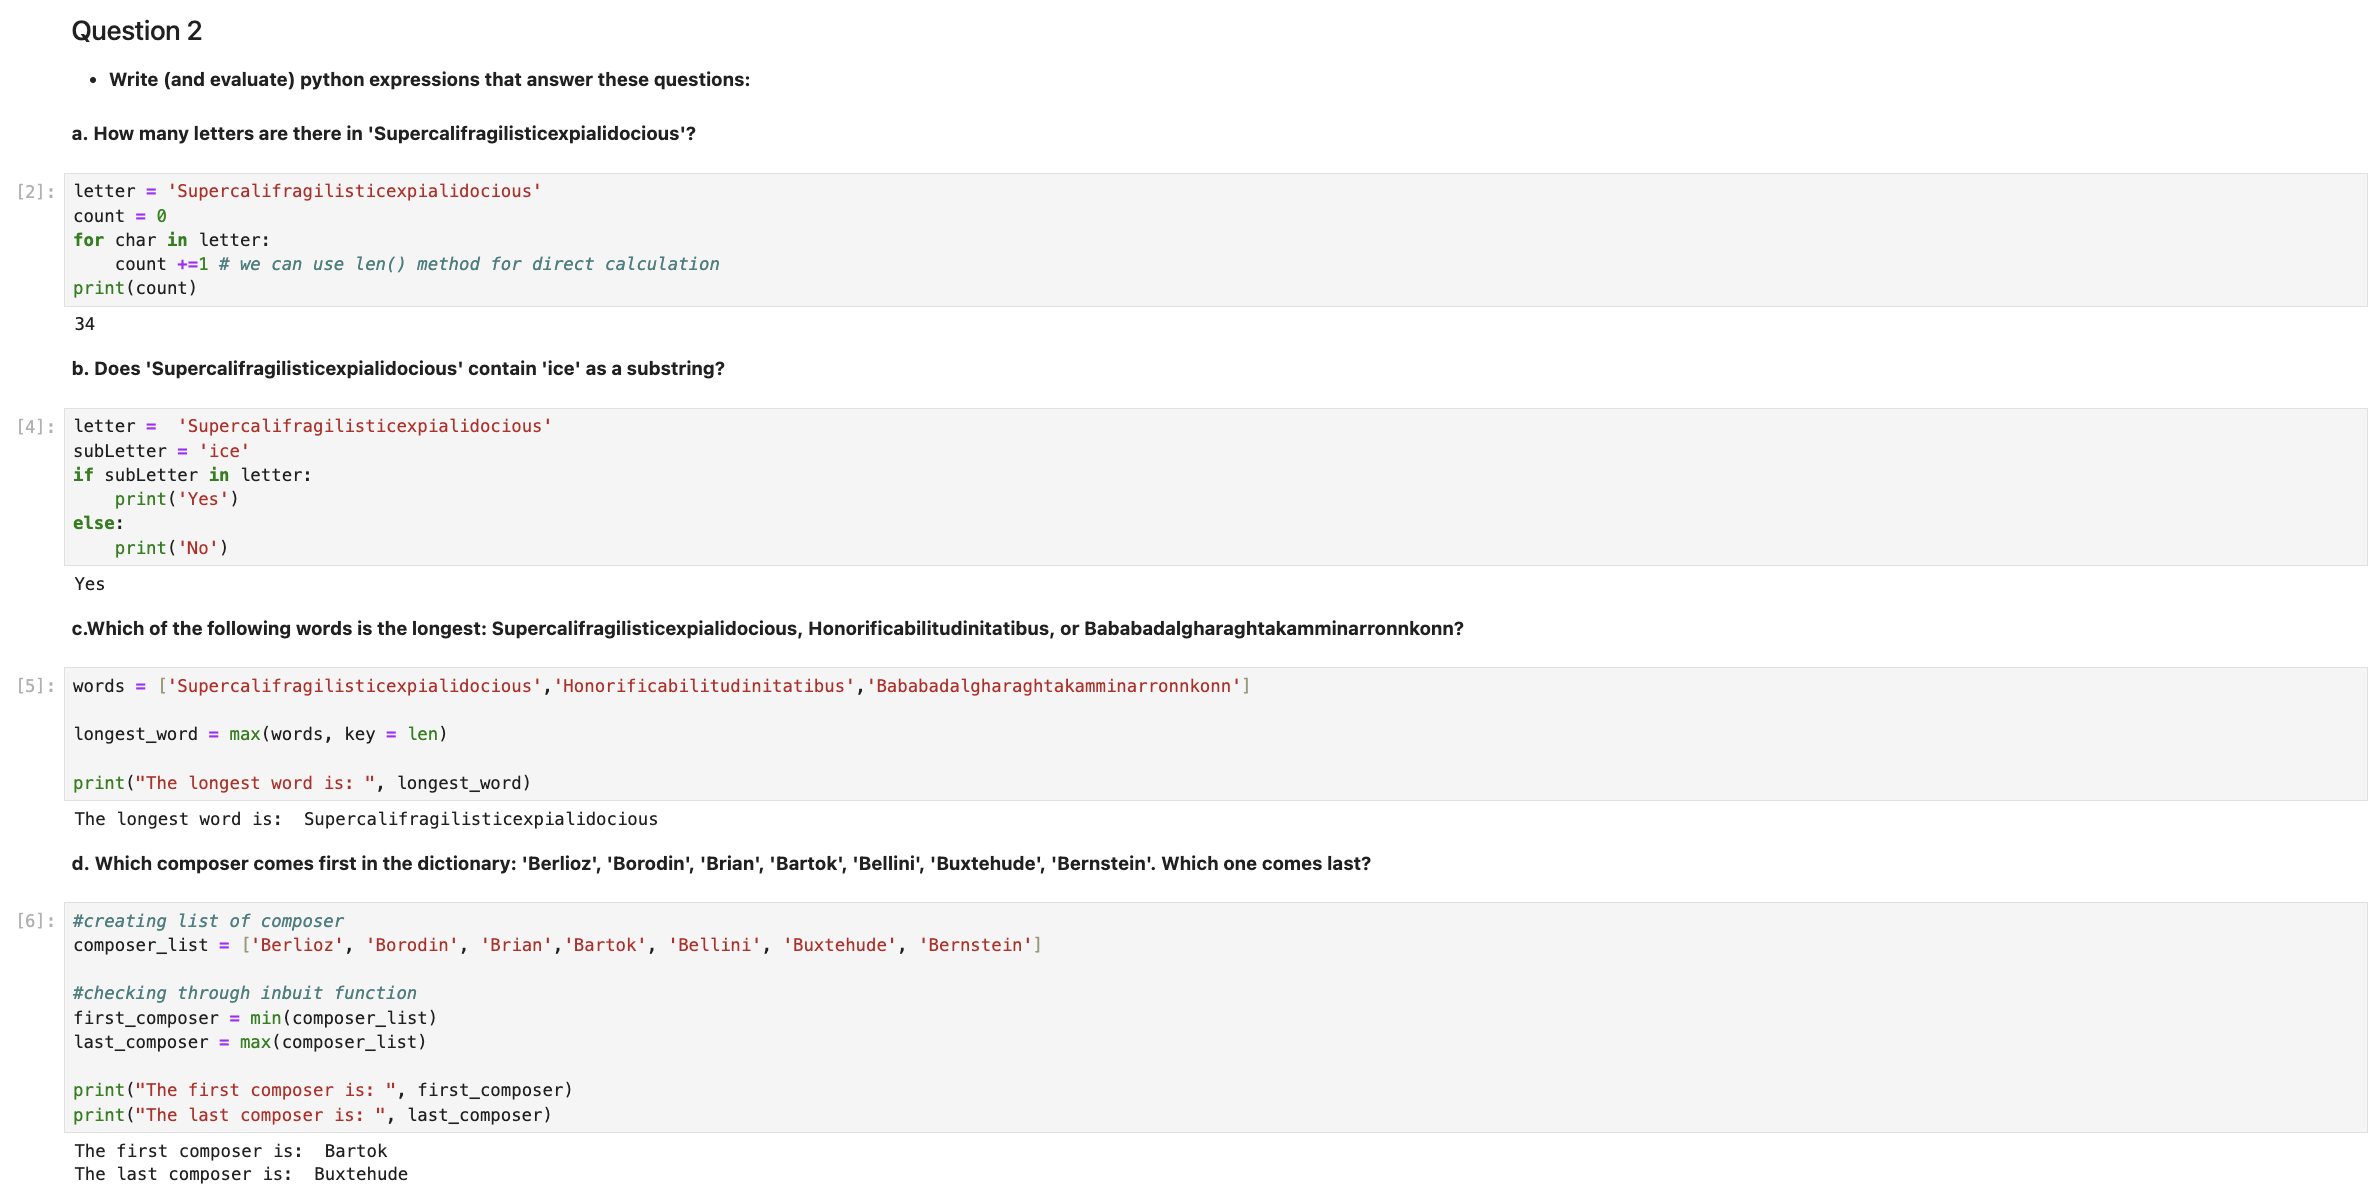 Question 2
• Write (and evaluate) python expressions that answer these questions:
a. How many letters are there in 'Supercalifragilisticexpialidocious'?
[2]: letter = 'Supercalifragilisticexpialidocious'
count = 0
for char in letter:
    count +=1 # we can use len() method for direct calculation
print(count)
34
b. Does 'Supercalifragilisticexpialidocious' contain 'ice' as a substring?
[4]: letter =  'Supercalifragilisticexpialidocious'
subLetter = 'ice'
if subLetter in letter:
    print('Yes')
else:
    print('No')
Yes
c.Which of the following words is the longest: Supercalifragilisticexpialidocious, Honorificabilitudinitatibus, or Bababadalgharaghtakamminarronnkonn?
[5]: words = ['Supercalifragilisticexpialidocious','Honorificabilitudinitatibus','Bababadalgharaghtakamminarronnkonn']
longest_word = max(words, key = len)
print("The longest word is: ", longest_word)
The longest word is:  Supercalifragilisticexpialidocious
d. Which composer comes first in the dictionary: 'Berlioz', 'Borodin', 'Brian', 'Bartok', 'Bellini', 'Buxtehude', 'Bernstein'. Which one comes last?
[6]: #creating list of composer
composer_list = ['Berlioz', 'Borodin', 'Brian','Bartok', 'Bellini', 'Buxtehude', 'Bernstein']
#checking through inbuit function
first_composer = min(composer_list)
last_composer = max(composer_list)
print("The first composer is: ", first_composer)
print("The last composer is: ", last_composer)
The first composer is:  Bartok
The last composer is:  Buxtehude